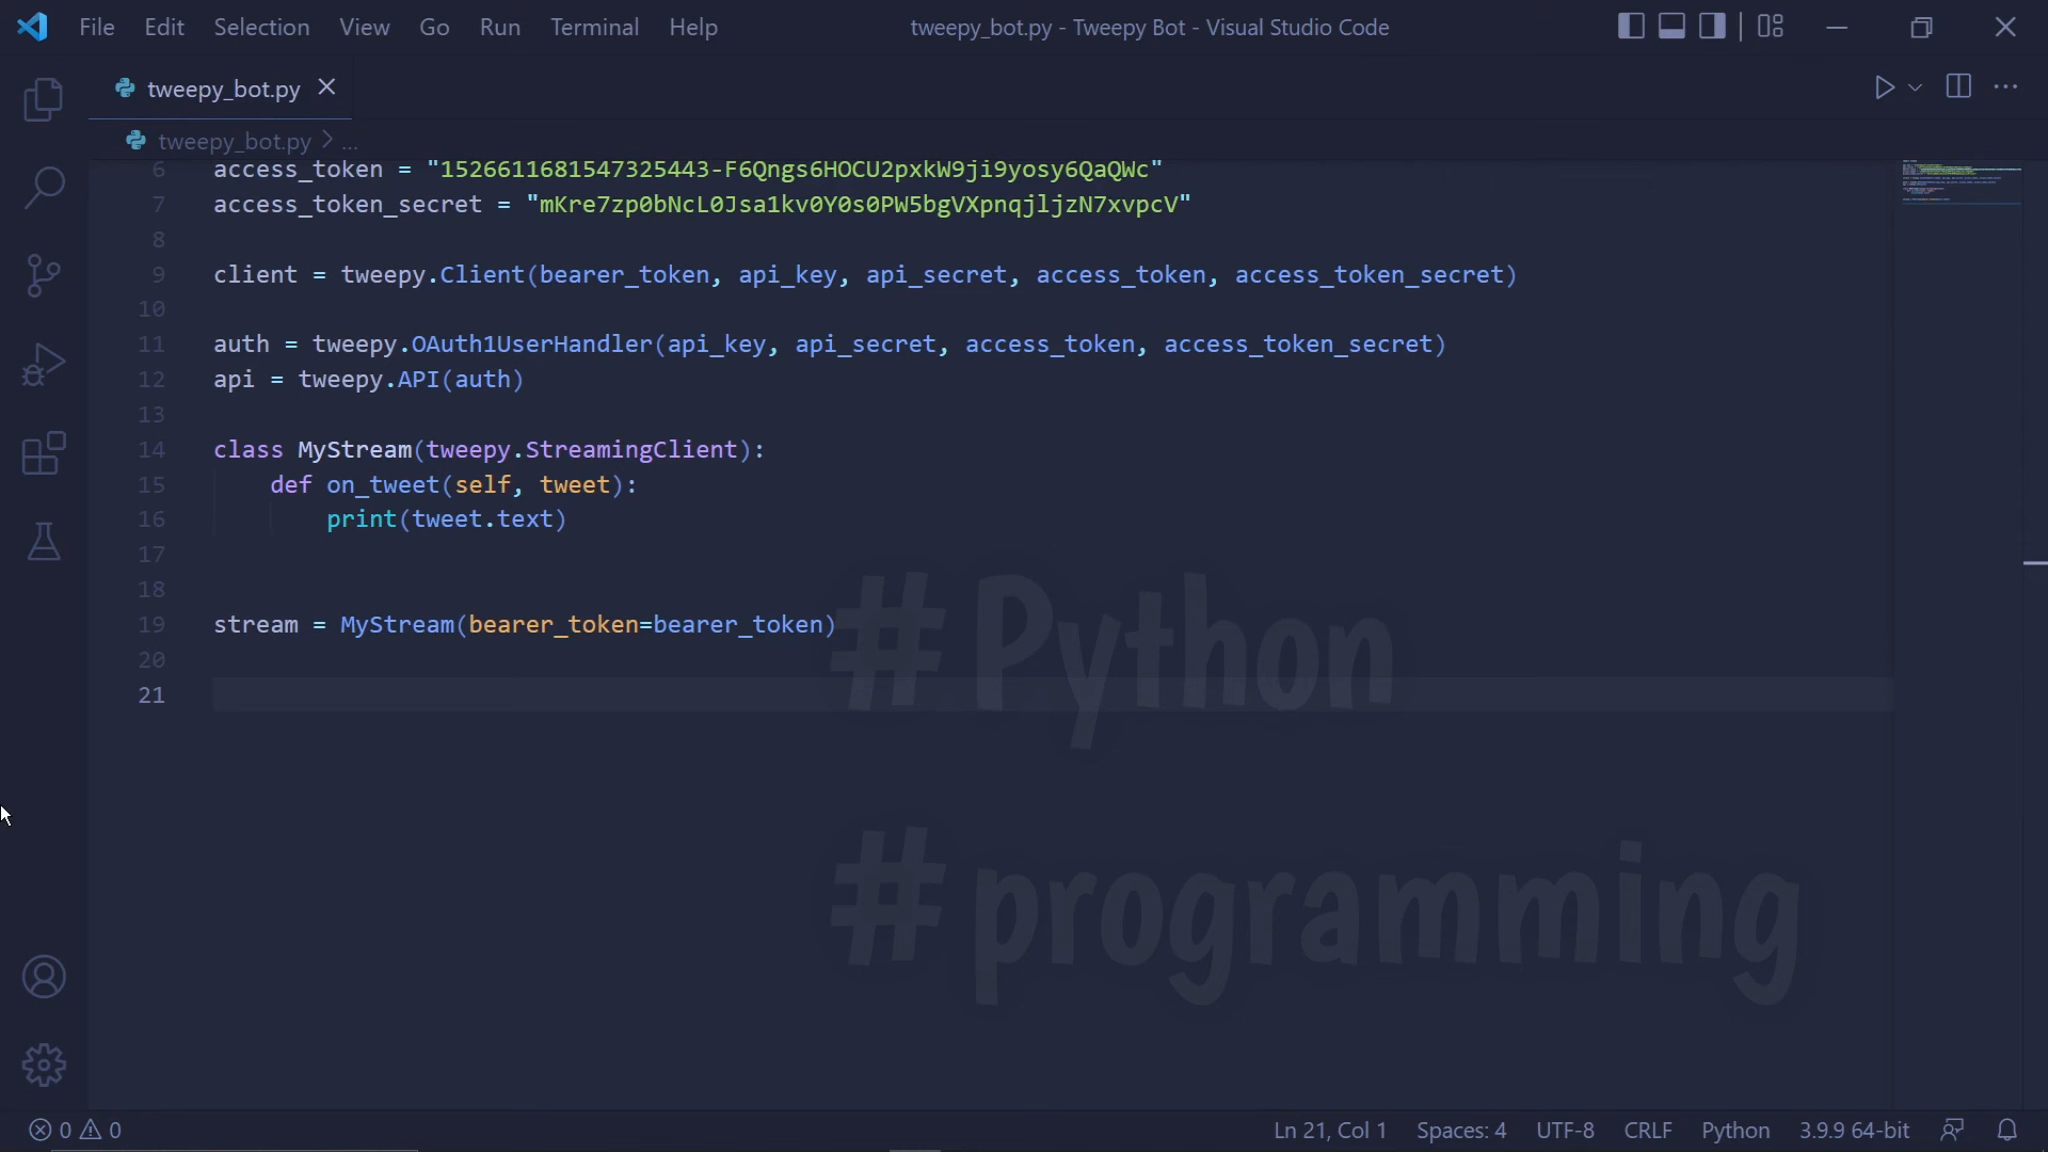 File Edit Selection View Go Run Terminal Help tweepy_bot.py - Tweepy Bot - Visual Studio Code
tweepy_bot.py
tweepy_bot.py > ...
6 access_token = "1526611681547325443-F6Qngs6HOCU2pxkW9ji9yosy6QaQWc"
7 access_token_secret = "mKre7zp0bNcL0Jsa1kv0Y0s0PW5bgVXpnqjljzN7xvpcV"
8
9 client = tweepy.Client(bearer_token, api_key, api_secret, access_token, access_token_secret)
10
11 auth = tweepy.OAuth1UserHandler(api_key, api_secret, access_token, access_token_secret)
12 api = tweepy.API(auth)
13
14 class MyStream(tweepy.StreamingClient):
15 def on_tweet(self, tweet):
16 print(tweet.text)
17
18
19 stream = MyStream(bearer_token=bearer_token)
20
# Python
21
# programming
0 0 Ln 21, Col 1 Spaces: 4 UTF-8 CRLF Python 3.9.9 64-bit